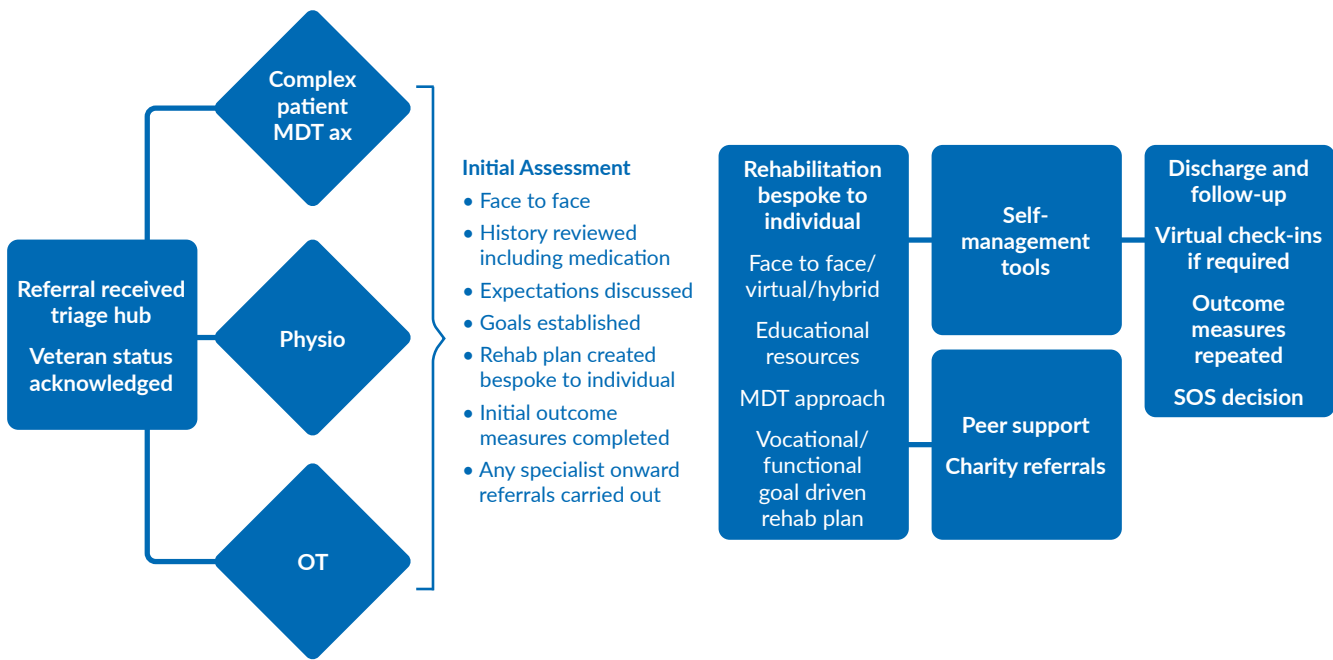 Referral received
triage hub
Veteran status
acknowledged
Complex
patient
MDT ax
Physio
OT
Initial Assessment
• Face to face
• History reviewed
including medication
• Expectations discussed
• Goals established
• Rehab plan created
bespoke to individual
• Initial outcome
measures completed
• Any specialist onward
referrals carried out
Rehabilitation
bespoke to
individual
Face to face/
virtual/hybrid
Educational
resources
MDT approach
Vocational/
functional
goal driven
rehab plan
Self-
management
tools
Peer support
Charity referrals
Discharge and
follow-up
Virtual check-ins
if required
Outcome
measures
repeated
SOS decision